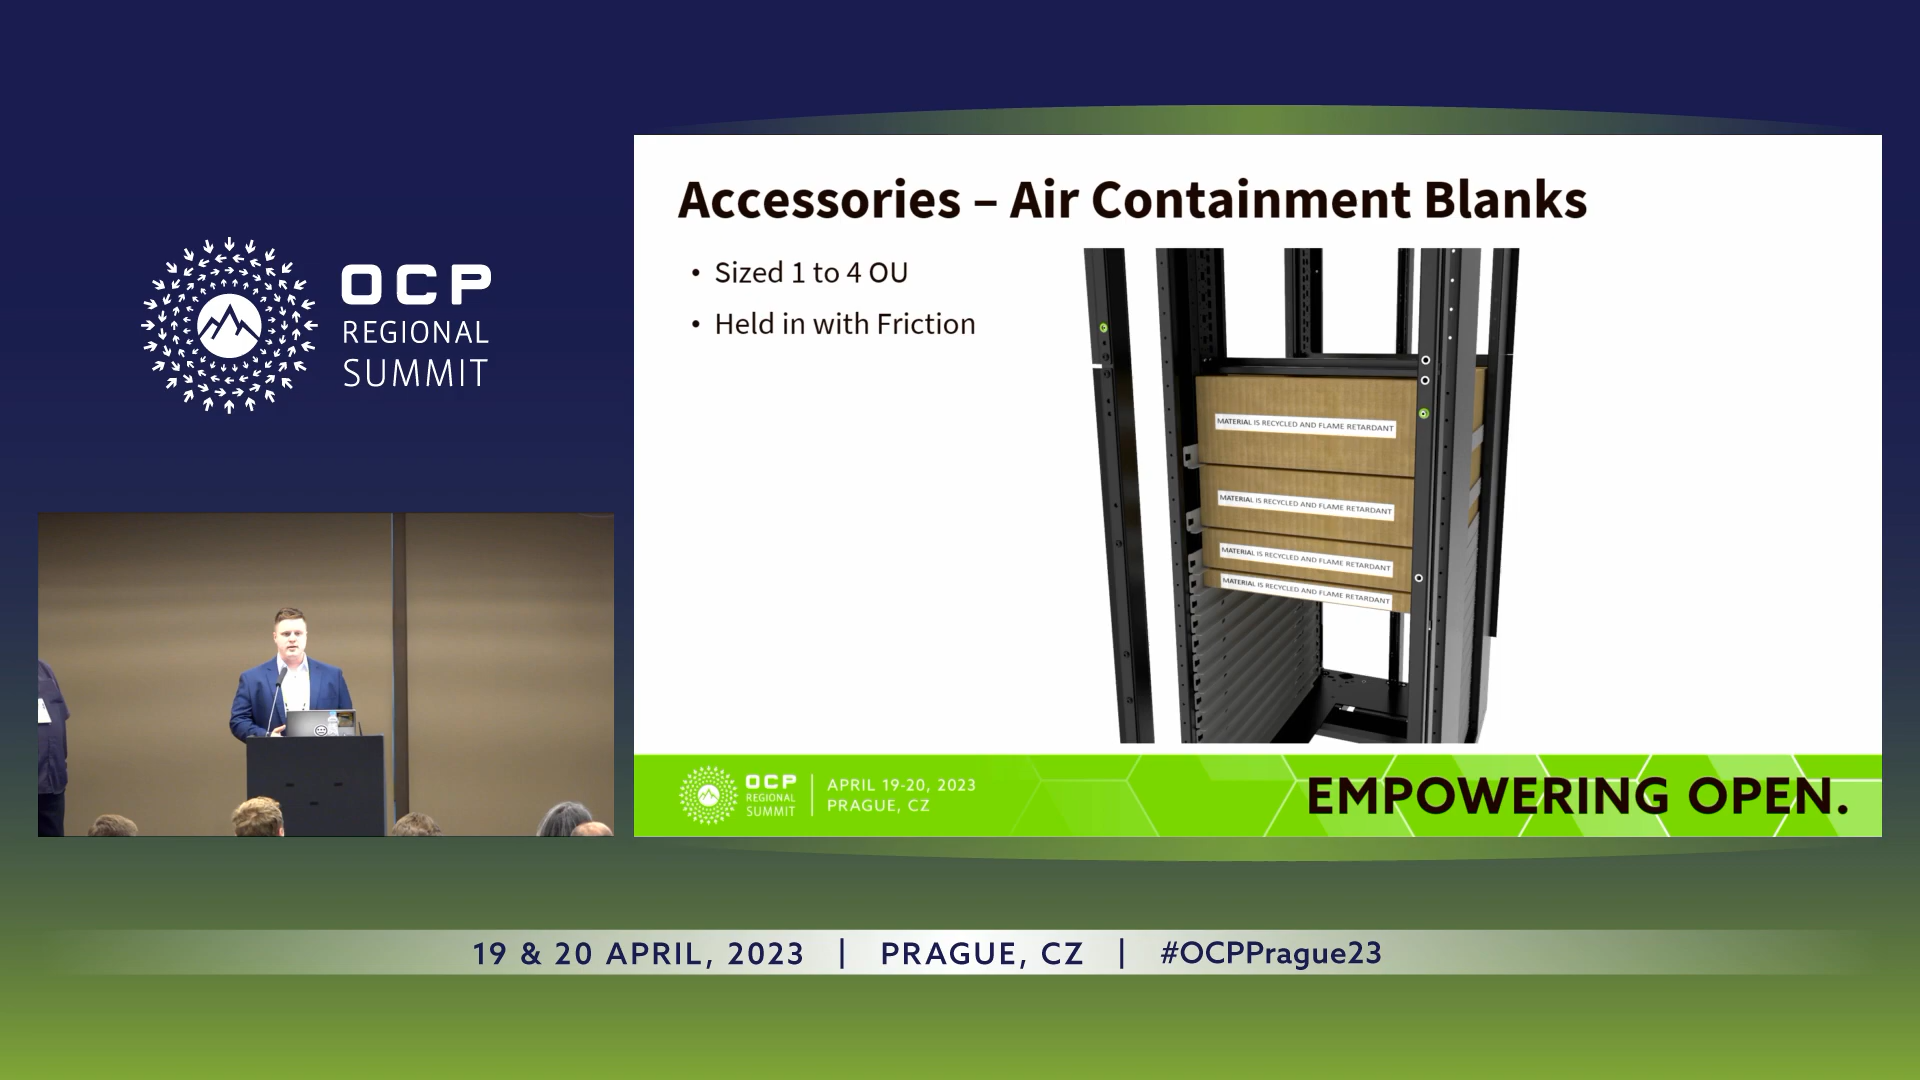 OCP
REGIONAL
SUMMIT
Accessories – Air Containment Blanks
• Sized 1 to 4 OU
• Held in with Friction
MATERIAL IS RECYCLED AND FLAME RETARDANT
MATERIAL IS RECYCLED AND FLAME RETARDANT
MATERIAL IS RECYCLED AND FLAME RETARDANT
MATERIAL IS RECYCLED AND FLAME RETARDANT
OCP
REGIONAL
SUMMIT
APRIL 19-20, 2023
PRAGUE, CZ
EMPOWERING OPEN.
19 & 20 APRIL, 2023 | PRAGUE, CZ | #OCPPrague23